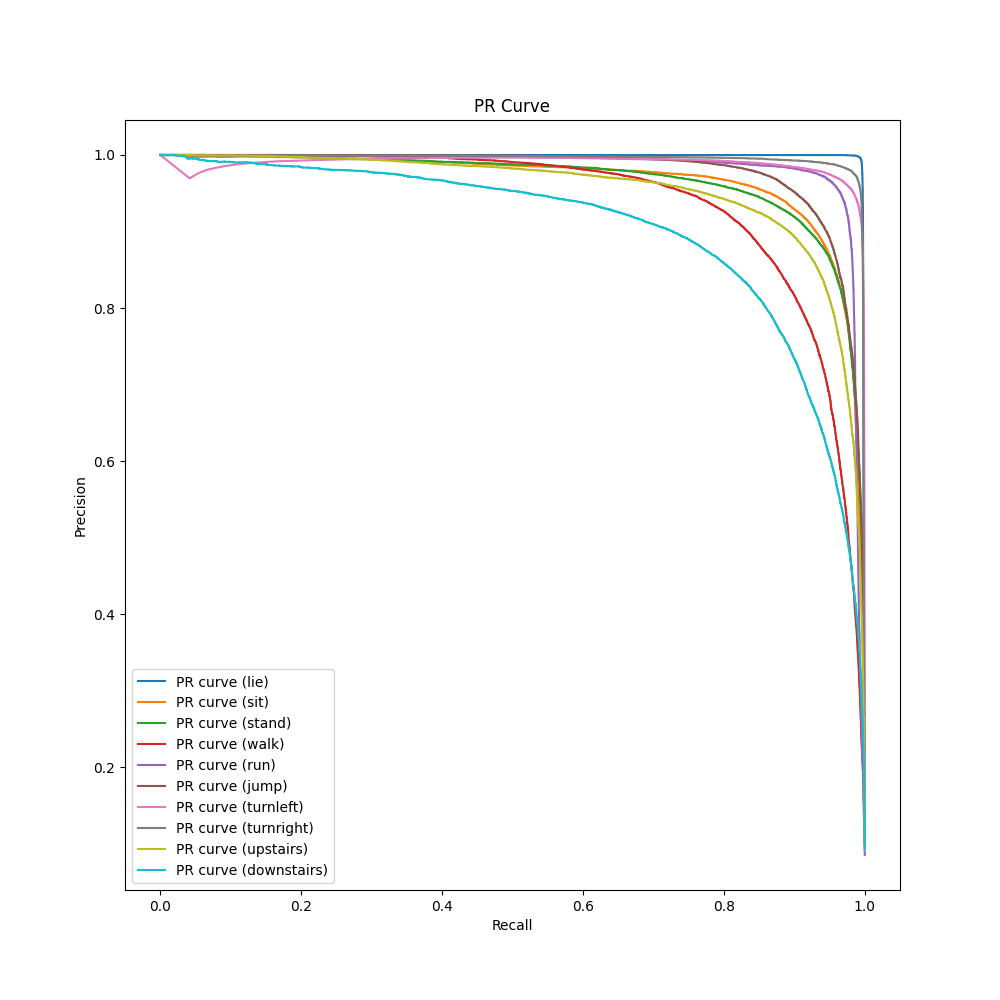 PR Curve
1.0
0.8
0.6
0.4
0.2
Precision
PR curve (lie)
PR curve (sit)
PR curve (stand)
PR curve (walk)
PR curve (run)
PR curve (jump)
PR curve (turnleft)
PR curve (turnright)
PR curve (upstairs)
PR curve (downstairs)
0.0 0.2 0.4 0.6 0.8 1.0
Recall